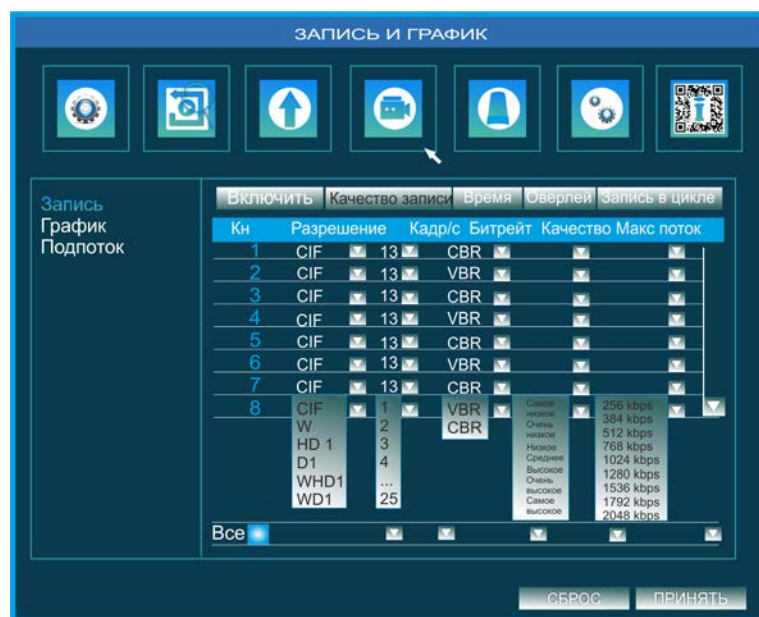 ЗАПИСЬ И ГРАФИК
Запись
График
Подпоток
Включить Качество записи Время Оверлей Запись в цикле
Кн Разрешение Кадр/с Битрейт Качество Макс поток
1 CIF 13 CBR
2 CIF 13 VBR
3 CIF 13 CBR
4 CIF 13 VBR
5 CIF 13 CBR
6 CIF 13 VBR
7 CIF 13 CBR
8 CIF 1 VBR Самое низкое 256 kbps
W 2 CBR Очень низкое 384 kbps
HD 1 3 Низкое 512 kbps
D1 4 Среднее 768 kbps
WHD1 ... Высокое 1024 kbps
WD1 25 Очень высокое 1280 kbps
Самое высокое 1536 kbps
1792 kbps
2048 kbps
Все
СБРОС ПРИНЯТЬ